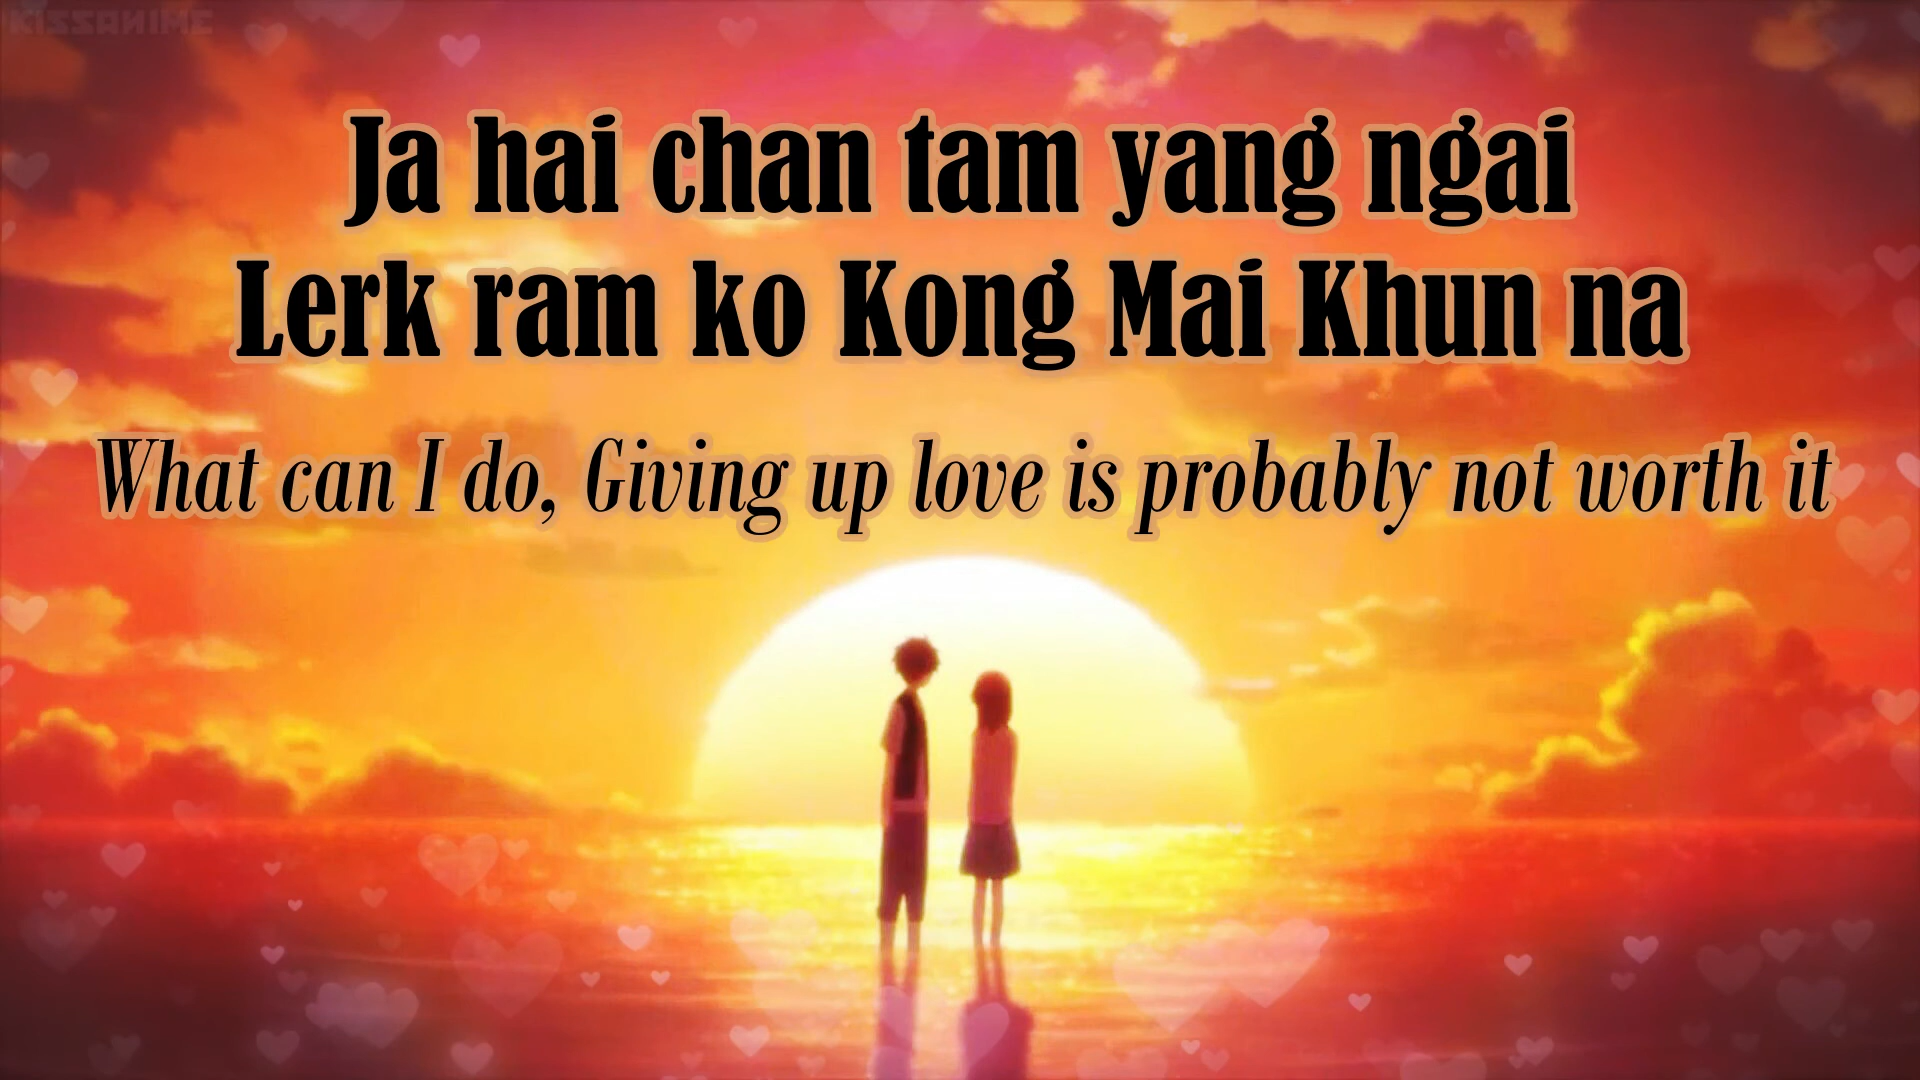 KISSANIME
Ja hai chan tam yang ngai
Lerk ram ko Kong Mai Khun na
What can I do, Giving up love is probably not worth it